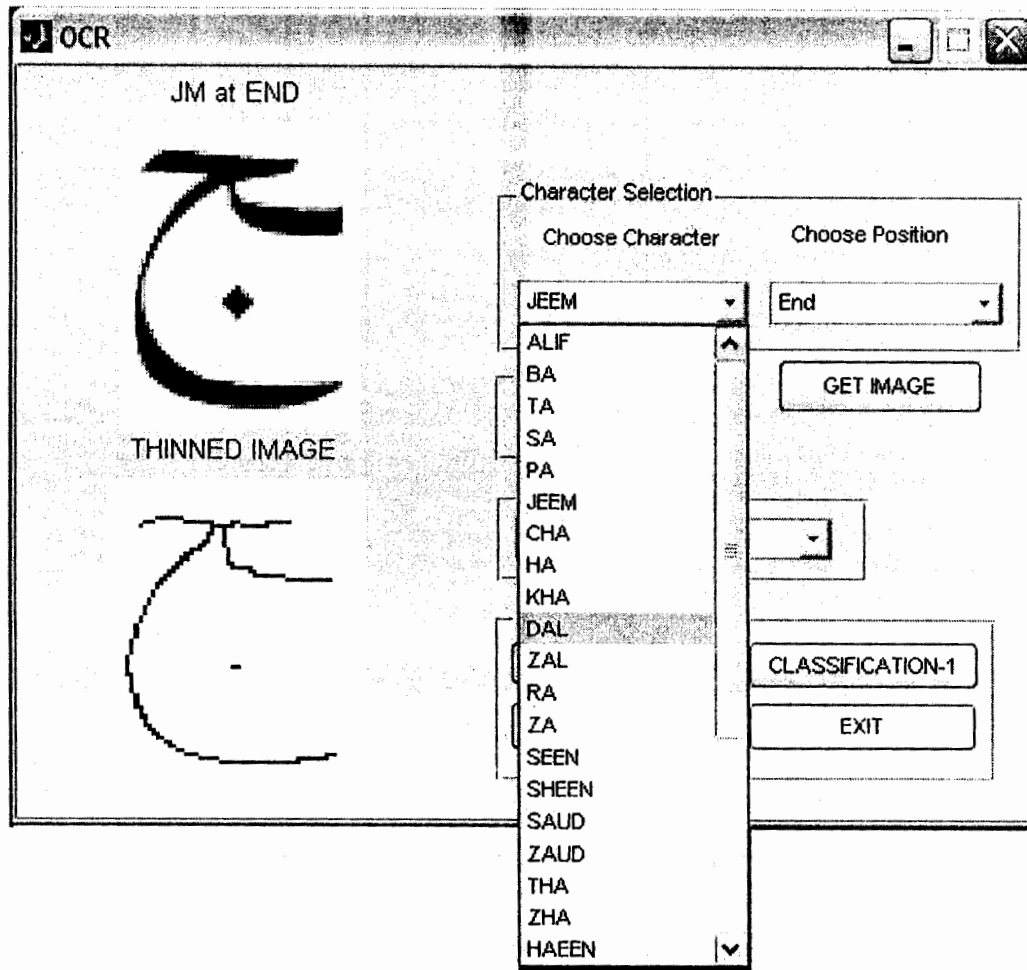 OCR
JM at END
ـج
THINNED IMAGE
ـج
Character Selection
Choose Character
Choose Position
JEEM
End
ALIF
BA
TA
SA
PA
JEEM
CHA
HA
KHA
DAL
ZAL
RA
ZA
SEEN
SHEEN
SAUD
ZAUD
THA
ZHA
HAEEN
GET IMAGE
CLASSIFICATION-1
EXIT